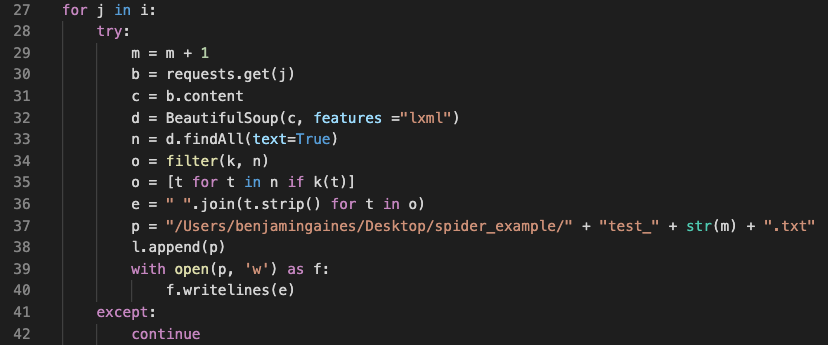 27 for j in i:
28     try:
29         m = m + 1
30         b = requests.get(j)
31         c = b.content
32         d = BeautifulSoup(c, features ="lxml")
33         n = d.findAll(text=True)
34         o = filter(k, n)
35         o = [t for t in n if k(t)]
36         e = " ".join(t.strip() for t in o)
37         p = "/Users/benjamingaines/Desktop/spider_example/" + "test_" + str(m) + ".txt"
38         l.append(p)
39         with open(p, 'w') as f:
40             f.writelines(e)
41     except:
42         continue